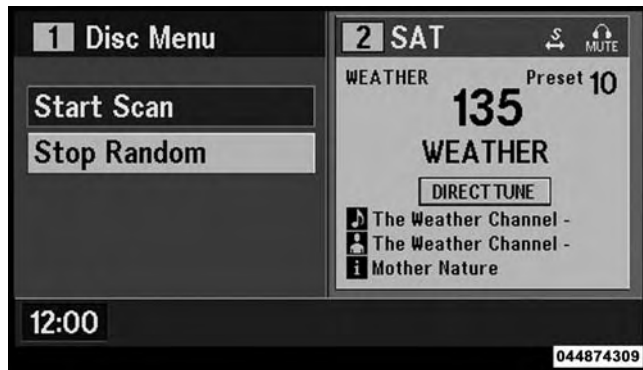 1 Disc Menu
Start Scan
Stop Random
2 SAT
S
MUTE
WEATHER
Preset 10
135
WEATHER
DIRECT TUNE
The Weather Channel -
The Weather Channel -
i Mother Nature
12:00
044874309